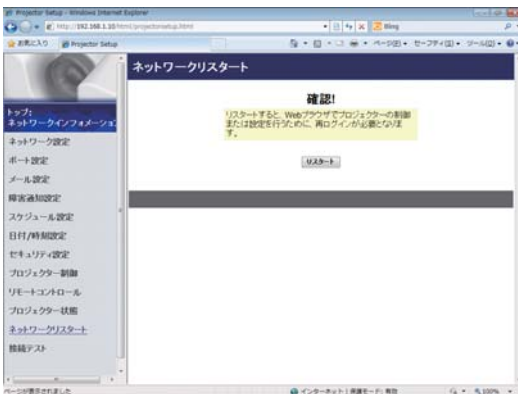 Projector Setup - Windows Internet Explorer
http://192.168.1.10/html/projectorsetup.html
Bing
お気に入り
Projector Setup
ページ(P)
セーフティ(S)
ツール(O)
ネットワークリスタート
確認!
リスタートすると、Webブラウザでプロジェクターの制御
または設定を行うために、再ログインが必要となりま
す。
リスタート
トップ:
ネットワークインフォメーション
ネットワーク設定
ポート設定
メール設定
障害通知設定
スケジュール設定
日付/時刻設定
セキュリティ設定
プロジェクター制御
リモートコントロール
プロジェクター状態
ネットワークリスタート
接続テスト
ページが表示されました
インターネット | 保護モード: 有効
100%